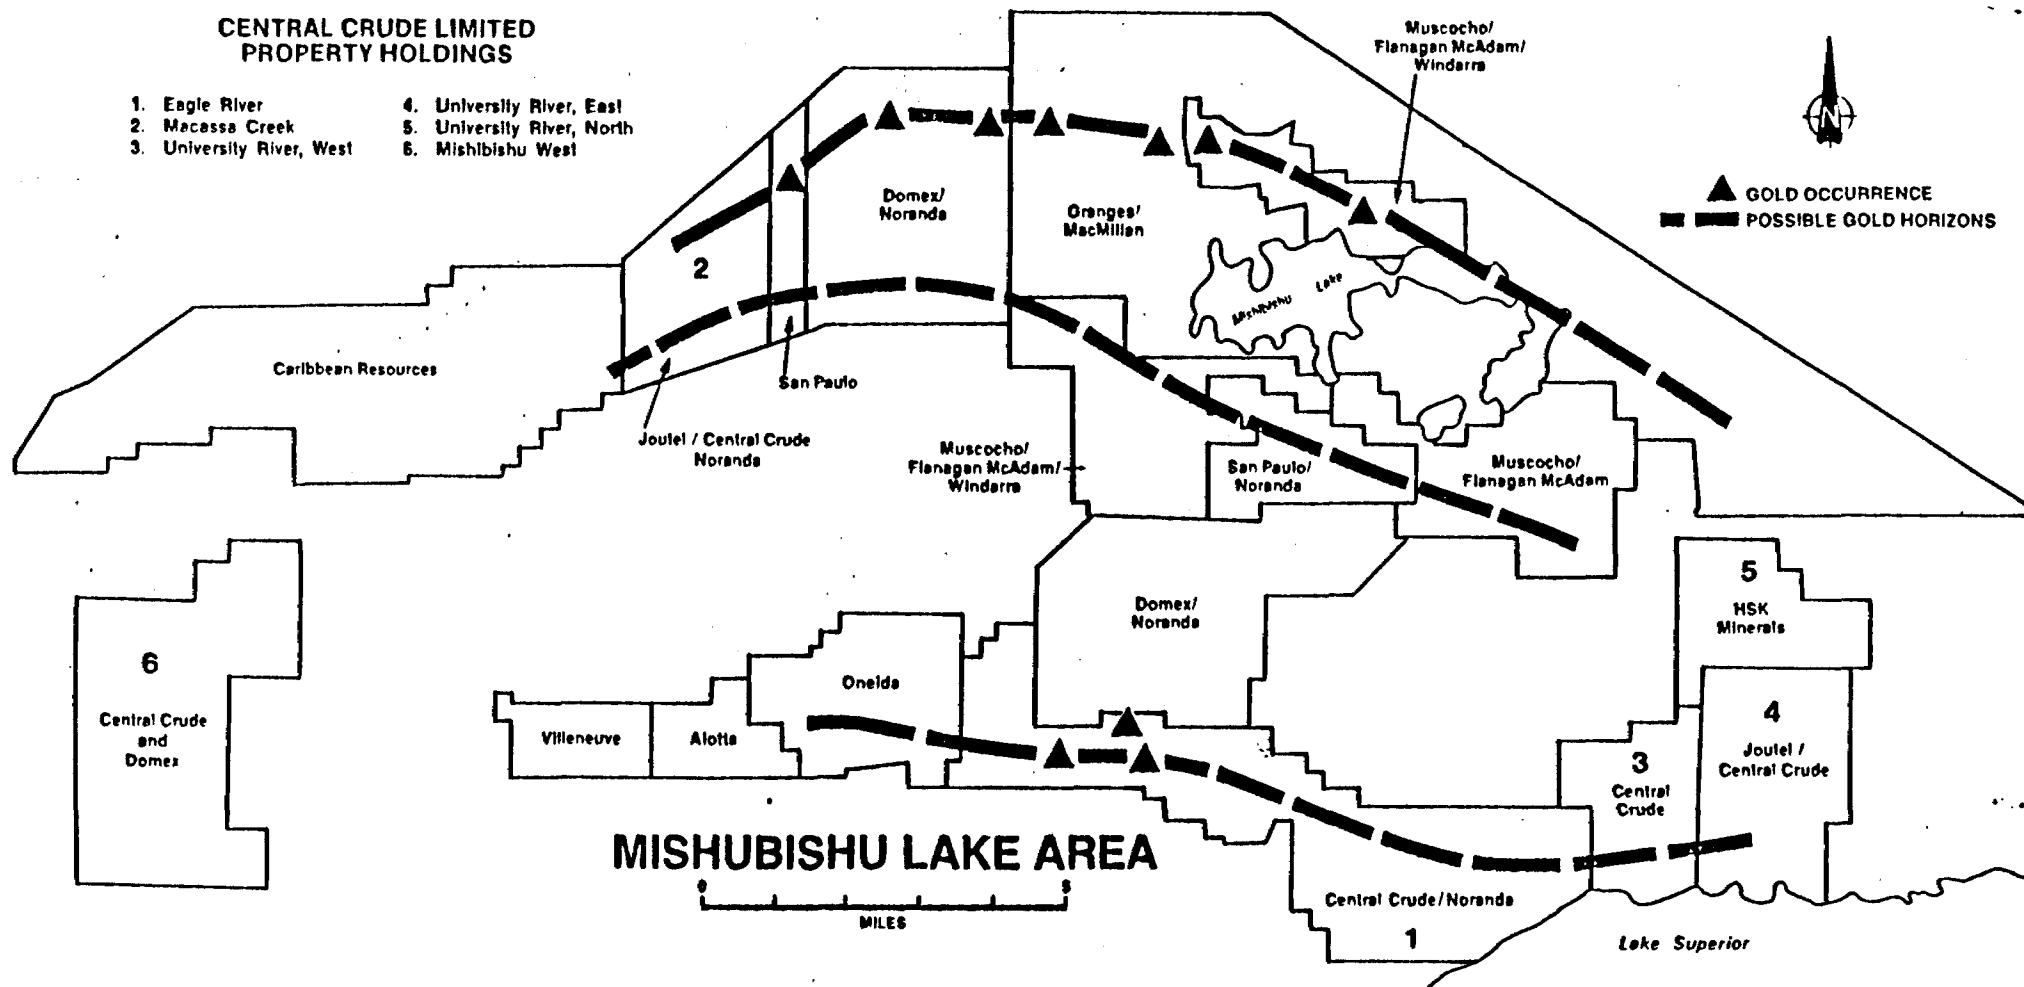 CENTRAL CRUDE LIMITED
PROPERTY HOLDINGS
1. Eagle River
2. Macassa Creek
3. University River, West
4. University River, East
5. University River, North
6. Mishibishu West
Muscocho/
Flanagan McAdam/
Windarra
N
GOLD OCCURRENCE
POSSIBLE GOLD HORIZONS
Domex/
Noranda
Granges/
MacMillan
2
Mishibishu Lake
Caribbean Resources
San Paulo
Joutel / Central Crude
Noranda
Muscocho/
Flanagan McAdam/
Windarra
San Paulo/
Noranda
Muscocho/
Flanagan McAdam
5
HSK
Minerals
Domex/
Noranda
6
Central Crude
and
Domex
Oneida
Villeneuve
Alotta
4
Joutel /
Central Crude
3
Central
Crude
MISHUBISHU LAKE AREA
0 5
MILES
Central Crude/Noranda
1
Lake Superior